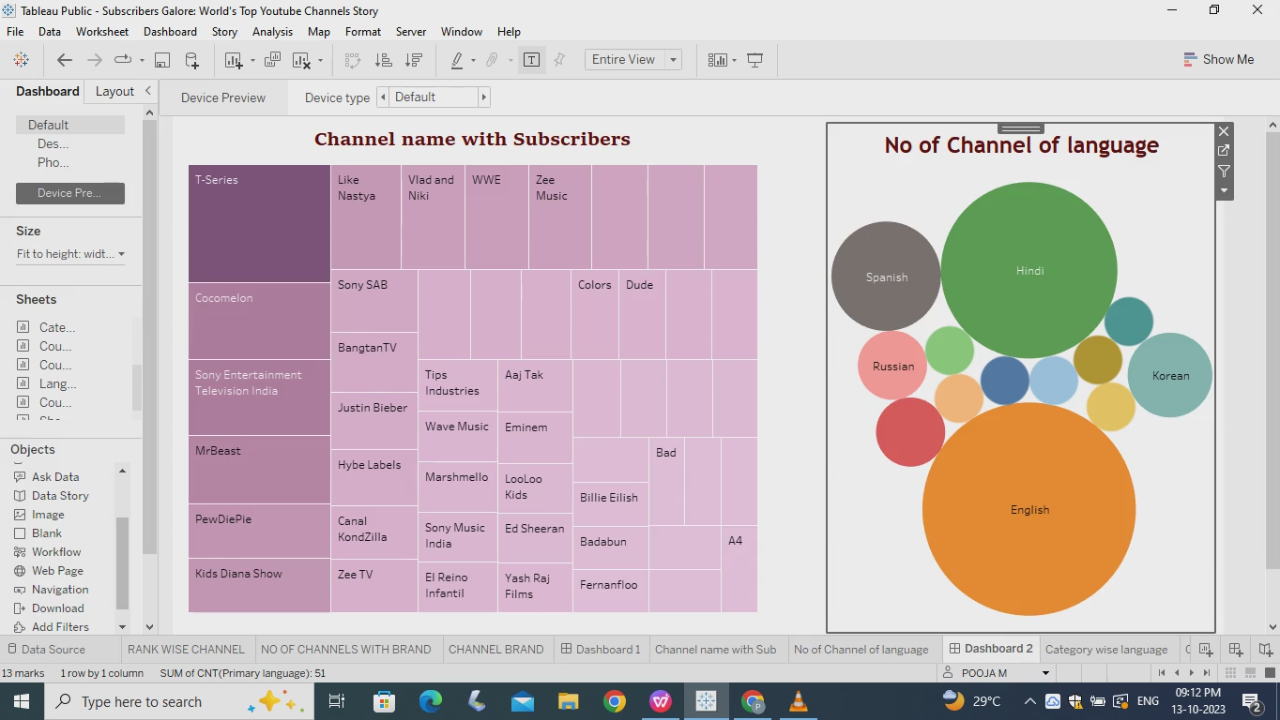 Tableau Public - Subscribers Galore: World's Top Youtube Channels Story
File Data Worksheet Dashboard Story Analysis Map Format Server Window Help
Entire View
Show Me
Dashboard
Layout
Device Preview
Device type
Default
Default
Des...
Pho...
Device Pre...
Size
Fit to height: widt...
Sheets
Cate...
Cou...
Cou...
Lang...
Cou...
Objects
Ask Data
Data Story
Image
Blank
Workflow
Web Page
Navigation
Download
Add Filters
Channel name with Subscribers
T-Series
Cocomelon
Sony Entertainment
Television India
MrBeast
PewDiePie
Kids Diana Show
Like
Nastya
Vlad and
Niki
WWE
Zee
Music
Sony SAB
BangtanTV
Justin Bieber
Hybe Labels
Canal
KondZilla
Zee TV
Colors
Dude
Tips
Industries
Wave Music
Marshmello
Sony Music
India
El Reino
Infantil
Aaj Tak
Eminem
LooLoo
Kids
Ed Sheeran
Yash Raj
Films
Billie Eilish
Badabun
Fernanfloo
Bad
A4
No of Channel of language
Hindi
Spanish
Russian
Korean
English
Data Source
RANK WISE CHANNEL
NO OF CHANNELS WITH BRAND
CHANNEL BRAND
Dashboard 1
Channel name with Sub
No of Channel of language
Dashboard 2
Category wise language
13 marks 1 row by 1 column SUM of CNT(Primary language): 51
POOJA M
Type here to search
29°C
ENG
09:12 PM
13-10-2023
2